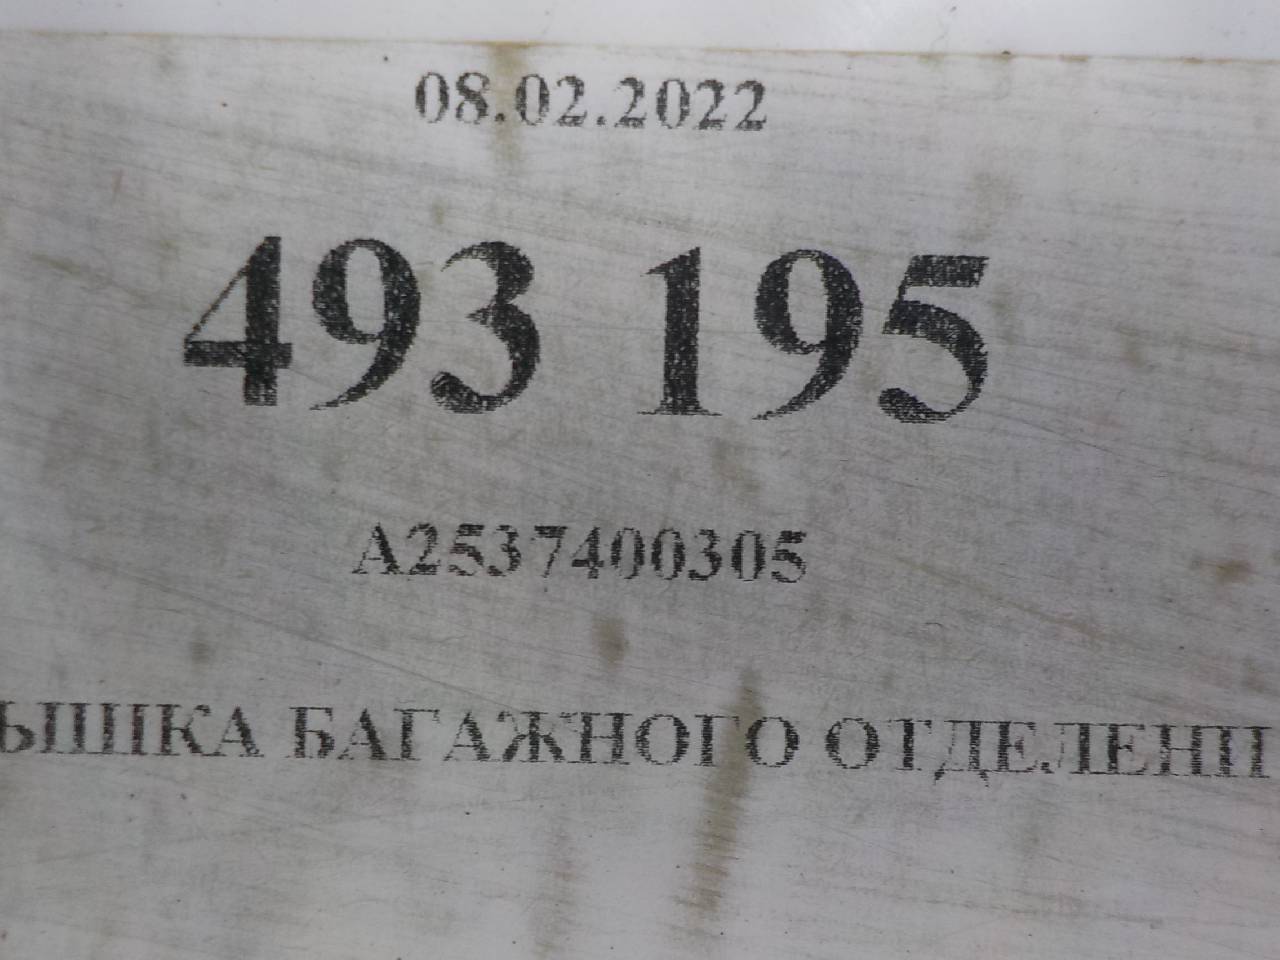 08.02.2022
493 195
A2537400305
ЫШКА БАГАЖНОГО ОТДЕЛЕНИ